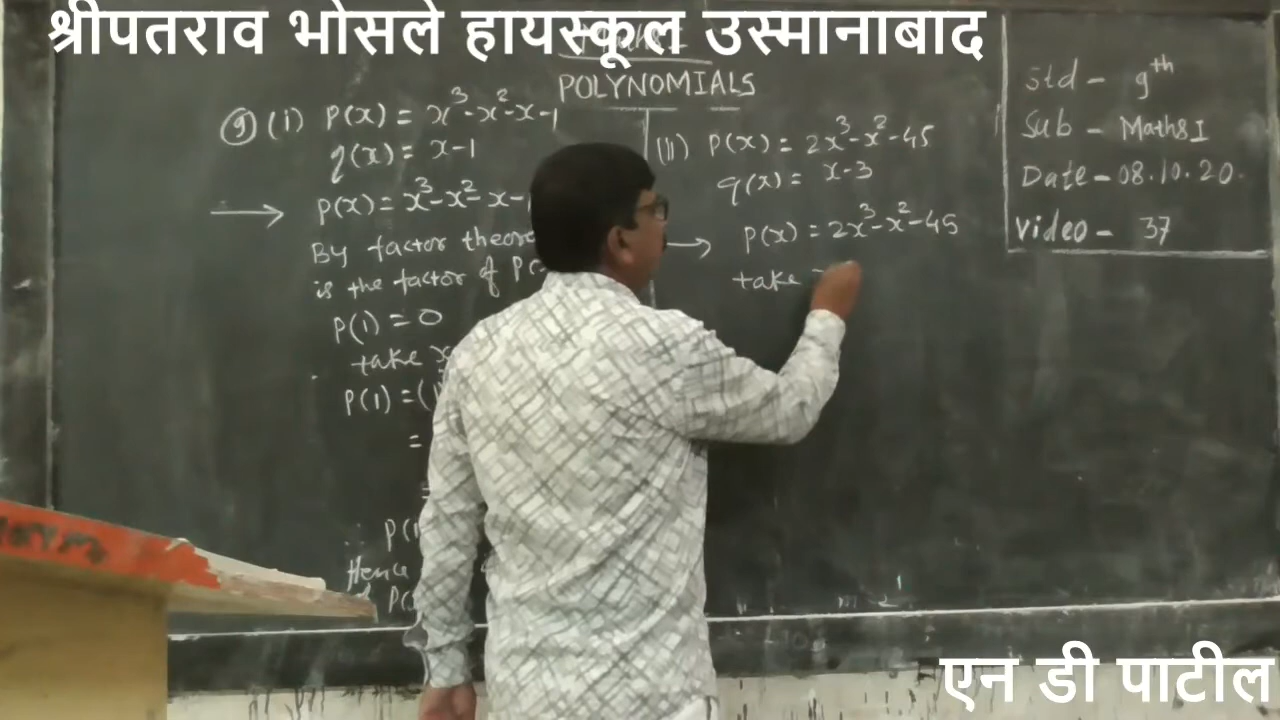 श्रीपतराव भोसले हायस्कूल उस्मानाबाद
POLYNOMIALS
Std - 9th
Sub - Maths I
Date - 08.10.20.
Video - 37
(9) (i) P(x) = x³-x²-x-1
q(x) = x-1
→ P(x) = x³-x²-x-1
By factor
is the factor of
P(1) = 0
take x
P(1) = (1
=
=
P(1
Hence
(ii) P(x) = 2x³-x²-45
q(x) = x-3
→ P(x) = 2x³-x²-45
take
एन डी पाटील